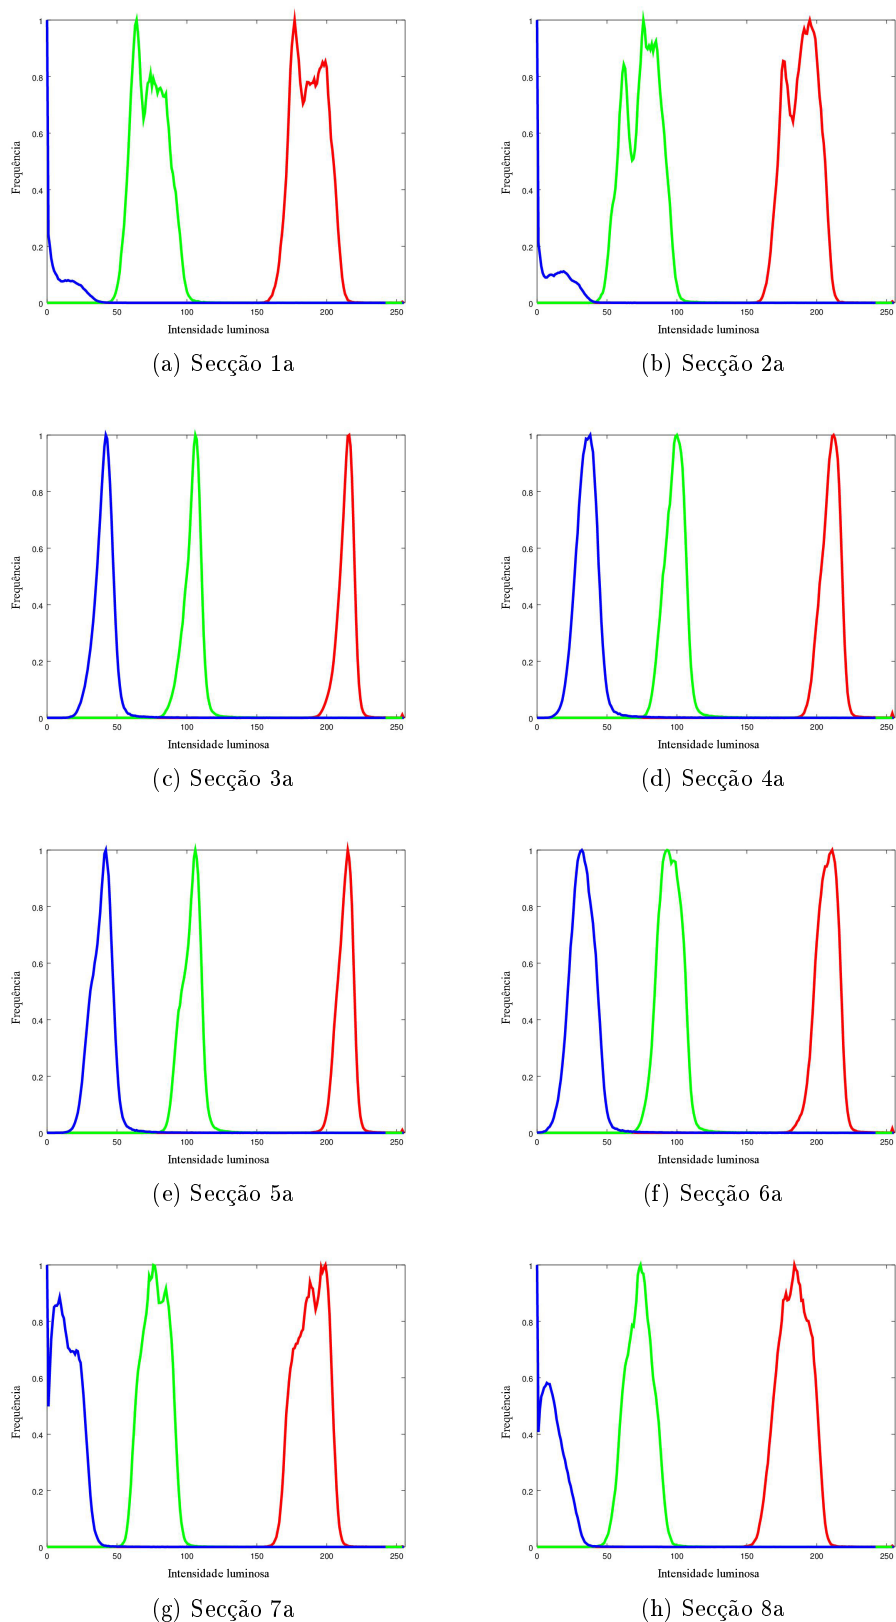 1
0.8
0.6
0.4
0.2
0
Frequência
0 50 100 150 200 250
Intensidade luminosa
(a) Secção 1a
1
0.8
0.6
0.4
0.2
0
Frequência
0 50 100 150 200 250
Intensidade luminosa
(b) Secção 2a
1
0.8
0.6
0.4
0.2
0
Frequência
0 50 100 150 200 250
Intensidade luminosa
(c) Secção 3a
1
0.8
0.6
0.4
0.2
0
Frequência
0 50 100 150 200 250
Intensidade luminosa
(d) Secção 4a
1
0.8
0.6
0.4
0.2
0
Frequência
0 50 100 150 200 250
Intensidade luminosa
(e) Secção 5a
1
0.8
0.6
0.4
0.2
0
Frequência
0 50 100 150 200 250
Intensidade luminosa
(f) Secção 6a
1
0.8
0.6
0.4
0.2
0
Frequência
0 50 100 150 200 250
Intensidade luminosa
(g) Secção 7a
1
0.8
0.6
0.4
0.2
0
Frequência
0 50 100 150 200 250
Intensidade luminosa
(h) Secção 8a